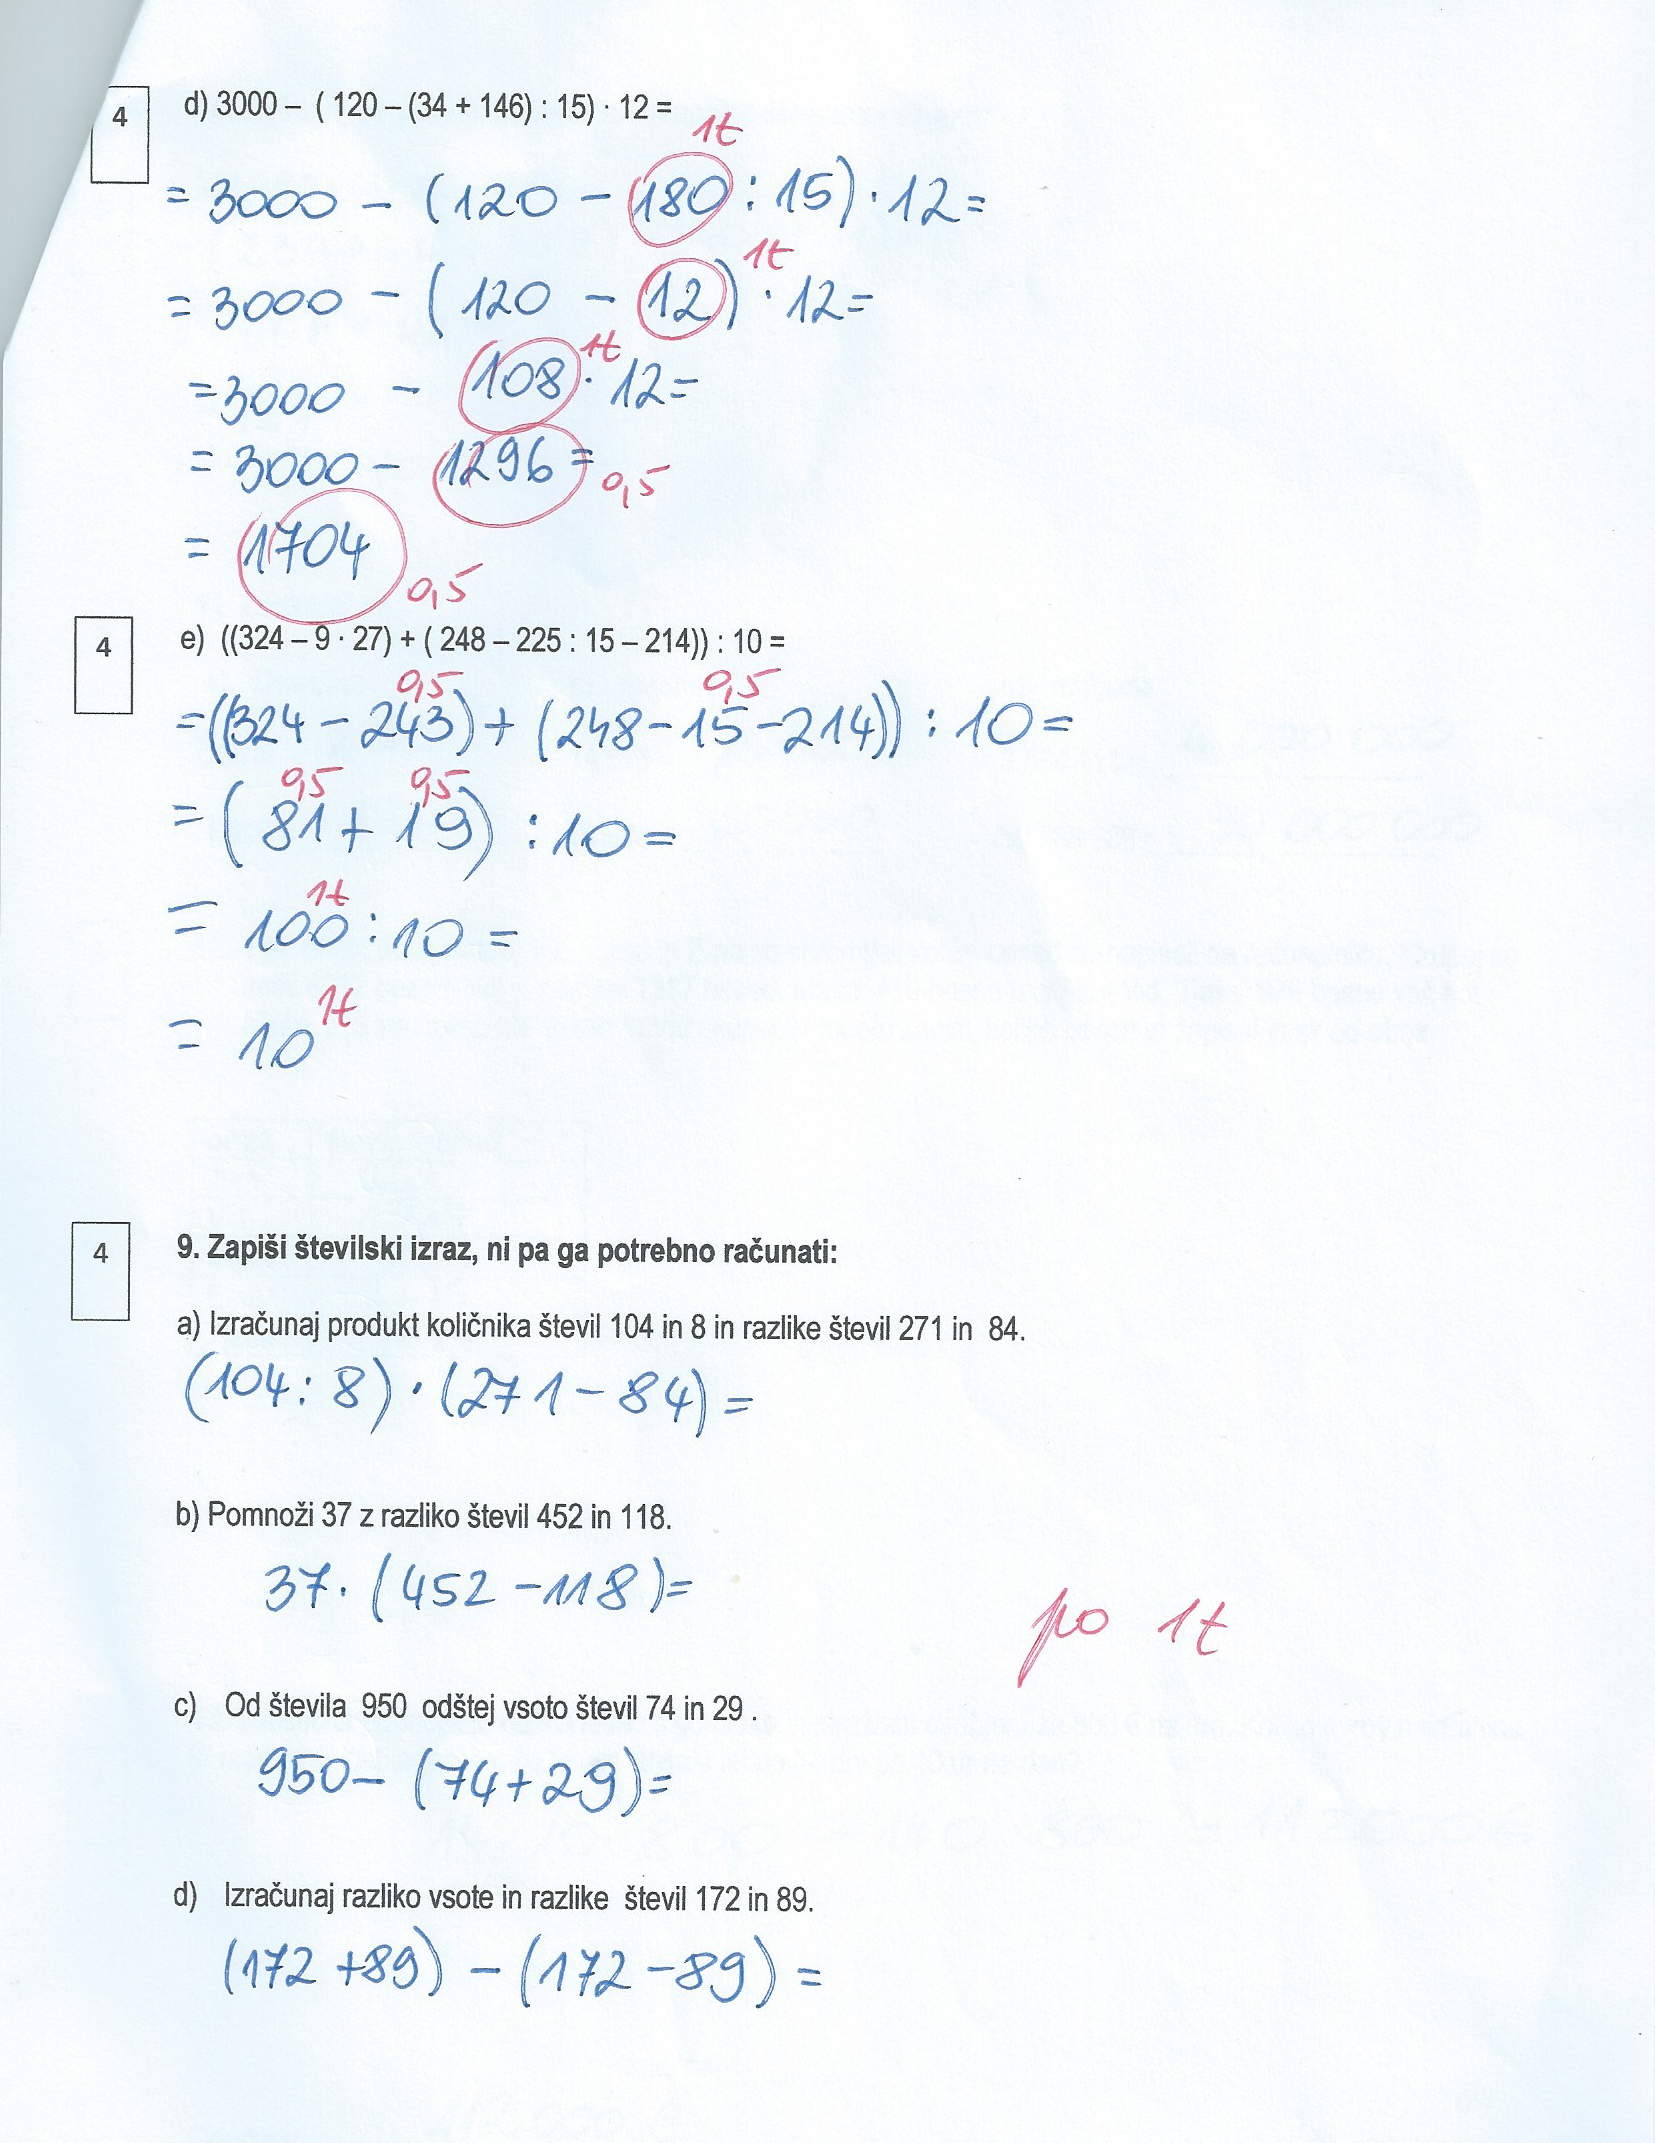 4
d) 3000 – ( 120 – (34 + 146) : 15) · 12 =
1t
= 3000 – (120 – 180 : 15) · 12 =
1t
= 3000 – ( 120 – 12) · 12 =
1t
= 3000 – 108 · 12 =
= 3000 – 1296 =
0,5
= 1704
0,5
4
e) ((324 – 9 · 27) + ( 248 – 225 : 15 – 214)) : 10 =
0,5 0,5
= ((324 – 243) + (248 – 15 – 214)) : 10 =
0,5 0,5
= ( 81 + 19) : 10 =
1t
= 100 : 10 =
1t
= 10
4
9. Zapiši številski izraz, ni pa ga potrebno računati:
a) Izračunaj produkt količnika števil 104 in 8 in razlike števil 271 in 84.
(104 : 8) · (271 – 84) =
b) Pomnoži 37 z razliko števil 452 in 118.
37 · (452 – 118) =
po 1t
c) Od števila 950 odštej vsoto števil 74 in 29 .
950 – (74 + 29) =
d) Izračunaj razliko vsote in razlike števil 172 in 89.
(172 + 89) – (172 – 89) =